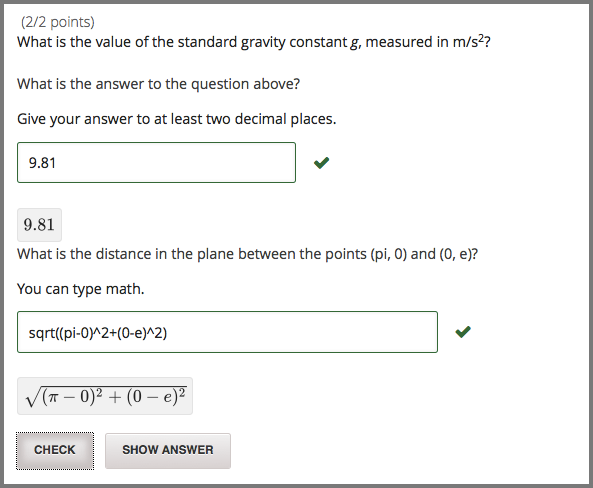 (2/2 points)
What is the value of the standard gravity constant g, measured in m/s²?
What is the answer to the question above?
Give your answer to at least two decimal places.
9.81
9.81
What is the distance in the plane between the points (pi, 0) and (0, e)?
You can type math.
sqrt((pi-0)^2+(0-e)^2)
√(π − 0)² + (0 − e)²
CHECK SHOW ANSWER